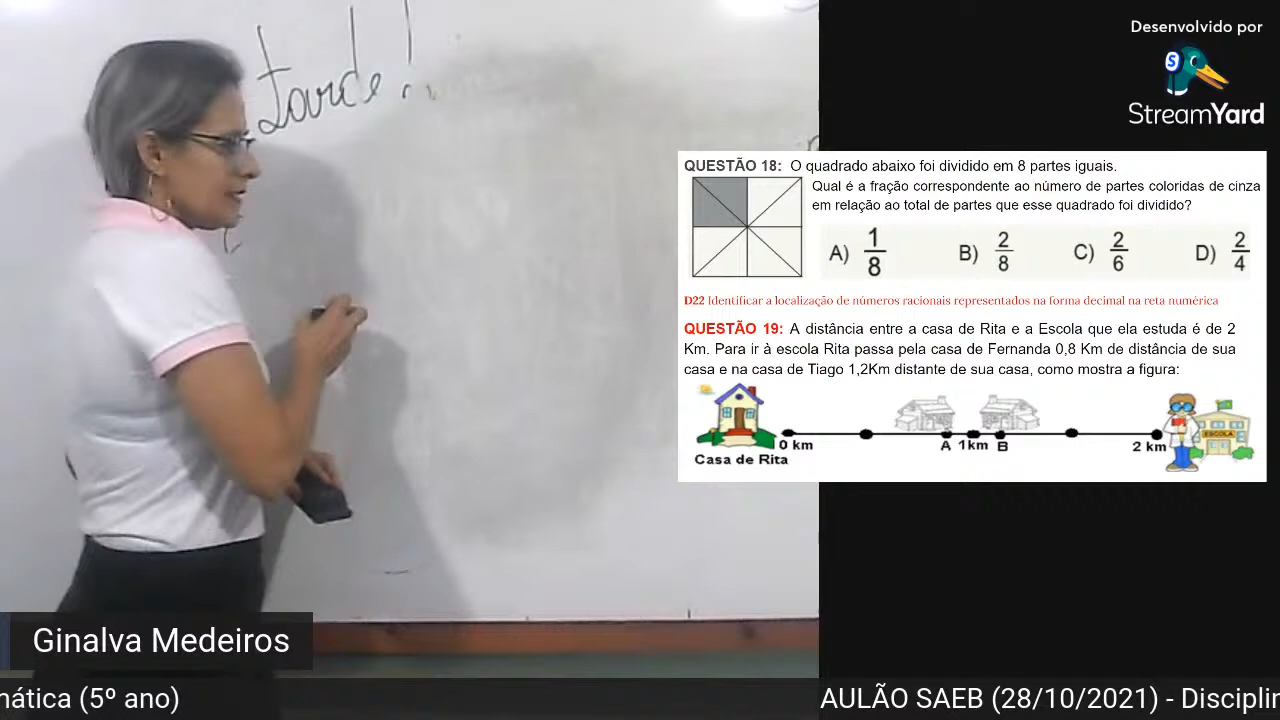 tarde!
Desenvolvido por
StreamYard
QUESTÃO 18: O quadrado abaixo foi dividido em 8 partes iguais.
Qual é a fração correspondente ao número de partes coloridas de cinza
em relação ao total de partes que esse quadrado foi dividido?
A) 1/8 B) 2/8 C) 2/6 D) 2/4
D22 Identificar a localização de números racionais representados na forma decimal na reta numérica
QUESTÃO 19: A distância entre a casa de Rita e a Escola que ela estuda é de 2
Km. Para ir à escola Rita passa pela casa de Fernanda 0,8 Km de distância de sua
casa e na casa de Tiago 1,2Km distante de sua casa, como mostra a figura:
ESCOLA
0 km A 1km B 2 km
Casa de Rita
Ginalva Medeiros
mática (5º ano)
AULÃO SAEB (28/10/2021) - Disciplin